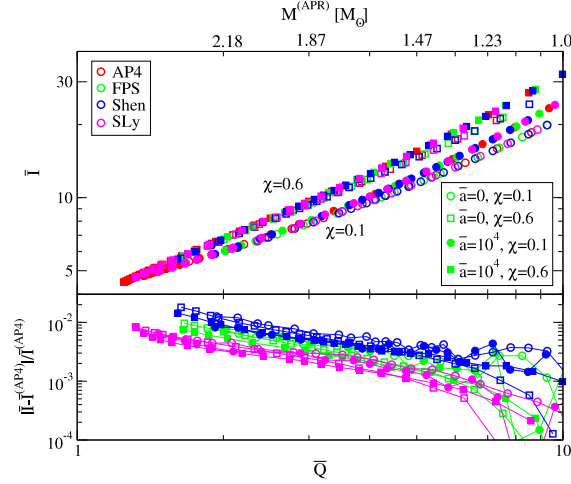 M^(APR) [M_⊙]
2.18 1.87 1.47 1.23 1.0
30
10
5
Ī
AP4
FPS
Shen
SLy
χ=0.6
χ=0.1
ā=0, χ=0.1
ā=0, χ=0.6
ā=10^4, χ=0.1
ā=10^4, χ=0.6
10^-2
10^-3
10^-4
|Ī-Ī^(AP4)|/Ī^(AP4)
1 10
Q̄